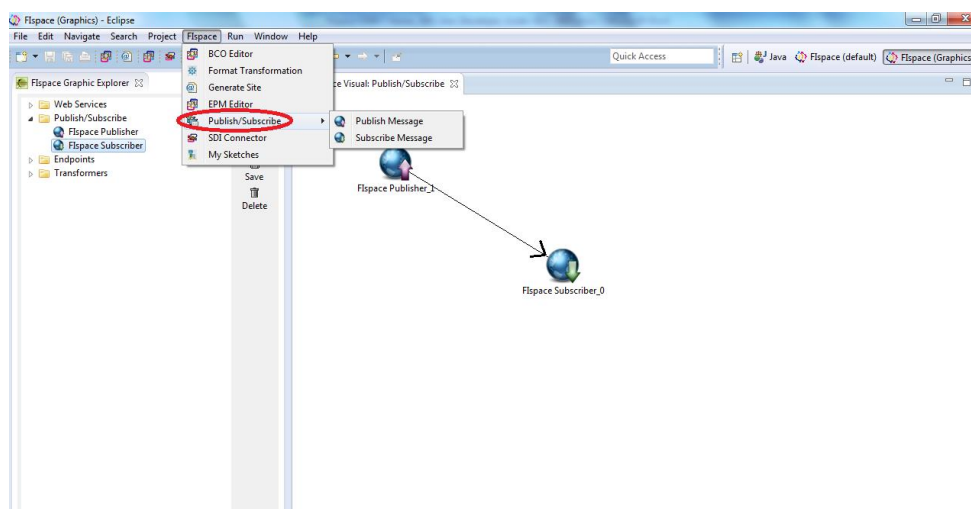 FIspace (Graphics) - Eclipse
File Edit Navigate Search Project FIspace Run Window Help
Quick Access
Java
FIspace (default)
FIspace (Graphics
FIspace Graphic Explorer
Web Services
Publish/Subscribe
FIspace Publisher
FIspace Subscriber
Endpoints
Transformers
BCO Editor
Format Transformation
Generate Site
EPM Editor
Publish/Subscribe
SDI Connector
My Sketches
Publish Message
Subscribe Message
Save
Delete
ce Visual: Publish/Subscribe
FIspace Publisher_1
FIspace Subscriber_0